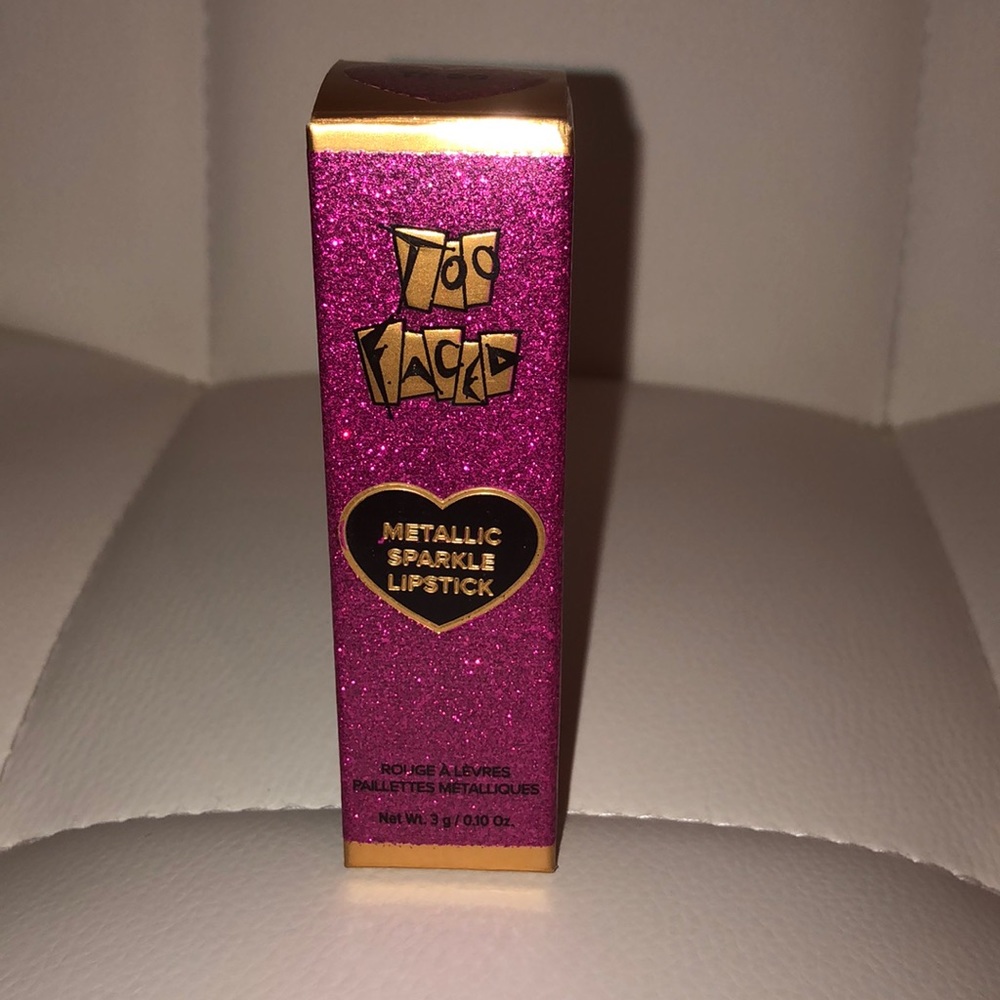 TOO
FACED
METALLIC
SPARKLE
LIPSTICK
ROUGE À LÈVRES
PAILLETTES MÉTALLIQUES
Net Wt. 3 g / 0.10 Oz.